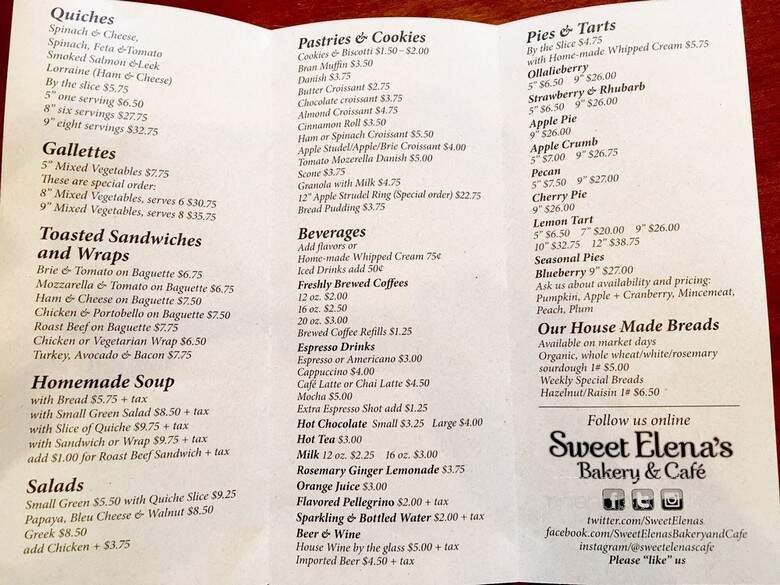 Quiches
Spinach & Cheese,
Spinach, Feta & Tomato
Smoked Salmon & Leek
Lorraine (Ham & Cheese)
By the slice $5.75
5" one serving $6.50
8" six servings $27.75
9" eight servings $32.75
Gallettes
5" Mixed Vegetables $7.75
These are special order:
8" Mixed Vegetables, serves 6 $30.75
9" Mixed Vegetables, serves 8 $35.75
Toasted Sandwiches
and Wraps
Brie & Tomato on Baguette $6.75
Mozzarella & Tomato on Baguette $6.75
Ham & Cheese on Baguette $7.50
Chicken & Portobello on Baguette $7.50
Roast Beef on Baguette $7.75
Chicken or Vegetarian Wrap $6.50
Turkey, Avocado & Bacon $7.75
Homemade Soup
with Bread $5.75 + tax
with Small Green Salad $8.50 + tax
with Slice of Quiche $9.75 + tax
with Sandwich or Wrap $9.75 + tax
add $1.00 for Roast Beef Sandwich + tax
Salads
Small Green $5.50 with Quiche Slice $9.25
Papaya, Bleu Cheese & Walnut $8.50
Greek $8.50
add Chicken + $3.75
Pastries & Cookies
Cookies & Biscotti $1.50 – $2.00
Bran Muffin $3.50
Danish $3.75
Butter Croissant $2.75
Chocolate croissant $3.75
Almond Croissant $4.75
Cinnamon Roll $3.50
Ham or Spinach Croissant $5.50
Apple Studel/Apple/Brie Croissant $4.00
Tomato Mozerella Danish $5.00
Scone $3.75
Granola with Milk $4.75
12" Apple Strudel Ring (Special order) $22.75
Bread Pudding $3.75
Beverages
Add flavors or
Home-made Whipped Cream 75¢
Iced Drinks add 50¢
Freshly Brewed Coffees
12 oz. $2.00
16 oz. $2.50
20 oz. $3.00
Brewed Coffee Refills $1.25
Espresso Drinks
Espresso or Americano $3.00
Cappuccino $4.00
Café Latte or Chai Latte $4.50
Mocha $5.00
Extra Espresso Shot add $1.25
Hot Chocolate Small $3.25 Large $4.00
Hot Tea $3.00
Milk 12 oz. $2.25 16 oz. $3.00
Rosemary Ginger Lemonade $3.75
Orange Juice $3.00
Flavored Pellegrino $2.00 + tax
Sparkling & Bottled Water $2.00 + tax
Beer & Wine
House Wine by the glass $5.00 + tax
Imported Beer $4.50 + tax
Pies & Tarts
By the Slice $4.75
with Home-made Whipped Cream $5.75
Ollalieberry
5" $6.50 9" $26.00
Strawberry & Rhubarb
5" $6.50 9" $26.00
Apple Pie
9" $26.00
Apple Crumb
5" $7.00 9" $26.75
Pecan
5" $7.50 9" $27.00
Cherry Pie
9" $26.00
Lemon Tart
5" $6.50 7" $20.00 9" $26.00
10" $32.75 12" $38.75
Seasonal Pies
Blueberry 9" $27.00
Ask us about availability and pricing:
Pumpkin, Apple + Cranberry, Mincemeat,
Peach, Plum
Our House Made Breads
Available on market days
Organic, whole wheat/white/rosemary
sourdough 1# $5.00
Weekly Special Breads
Hazelnut/Raisin 1# $6.50
Follow us online
Sweet Elena's
Bakery & Café
twitter.com/SweetElenas
facebook.com/SweetElenasBakeryandCafe
instagram/@sweetelenascafe
Please "like" us